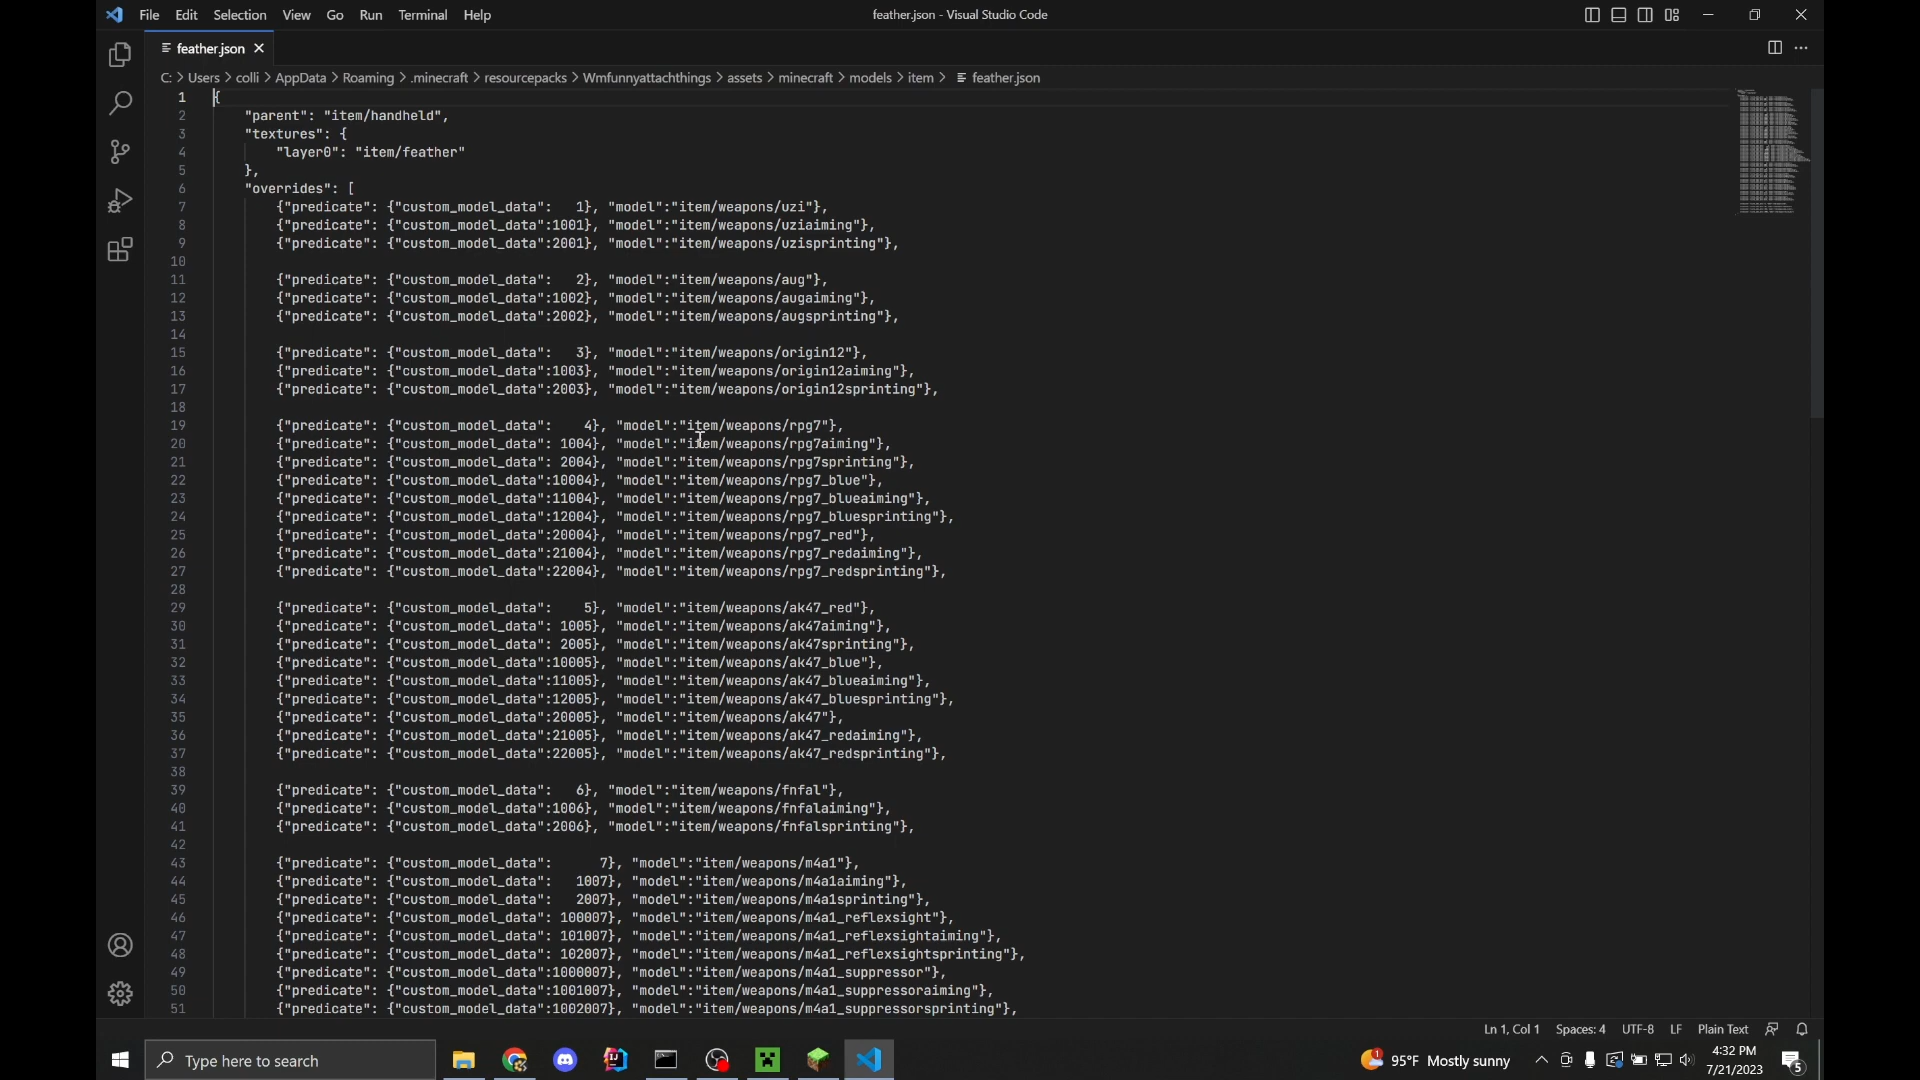 File Edit Selection View Go Run Terminal Help
feather.json - Visual Studio Code
feather.json
C: > Users > colli > AppData > Roaming > .minecraft > resourcepacks > Wmfunnyattachthings > assets > minecraft > models > item > feather.json
1 {
2 "parent": "item/handheld",
3 "textures": {
4 "layer0": "item/feather"
5 },
6 "overrides": [
7 {"predicate": {"custom_model_data":   1}, "model":"item/weapons/uzi"},
8 {"predicate": {"custom_model_data":1001}, "model":"item/weapons/uziaiming"},
9 {"predicate": {"custom_model_data":2001}, "model":"item/weapons/uzisprinting"},
10
11 {"predicate": {"custom_model_data":   2}, "model":"item/weapons/aug"},
12 {"predicate": {"custom_model_data":1002}, "model":"item/weapons/augaiming"},
13 {"predicate": {"custom_model_data":2002}, "model":"item/weapons/augsprinting"},
14
15 {"predicate": {"custom_model_data":   3}, "model":"item/weapons/origin12"},
16 {"predicate": {"custom_model_data":1003}, "model":"item/weapons/origin12aiming"},
17 {"predicate": {"custom_model_data":2003}, "model":"item/weapons/origin12sprinting"},
18
19 {"predicate": {"custom_model_data":    4}, "model":"item/weapons/rpg7"},
20 {"predicate": {"custom_model_data": 1004}, "model":"item/weapons/rpg7aiming"},
21 {"predicate": {"custom_model_data": 2004}, "model":"item/weapons/rpg7sprinting"},
22 {"predicate": {"custom_model_data":10004}, "model":"item/weapons/rpg7_blue"},
23 {"predicate": {"custom_model_data":11004}, "model":"item/weapons/rpg7_blueaiming"},
24 {"predicate": {"custom_model_data":12004}, "model":"item/weapons/rpg7_bluesprinting"},
25 {"predicate": {"custom_model_data":20004}, "model":"item/weapons/rpg7_red"},
26 {"predicate": {"custom_model_data":21004}, "model":"item/weapons/rpg7_redaiming"},
27 {"predicate": {"custom_model_data":22004}, "model":"item/weapons/rpg7_redsprinting"},
28
29 {"predicate": {"custom_model_data":    5}, "model":"item/weapons/ak47_red"},
30 {"predicate": {"custom_model_data": 1005}, "model":"item/weapons/ak47aiming"},
31 {"predicate": {"custom_model_data": 2005}, "model":"item/weapons/ak47sprinting"},
32 {"predicate": {"custom_model_data":10005}, "model":"item/weapons/ak47_blue"},
33 {"predicate": {"custom_model_data":11005}, "model":"item/weapons/ak47_blueaiming"},
34 {"predicate": {"custom_model_data":12005}, "model":"item/weapons/ak47_bluesprinting"},
35 {"predicate": {"custom_model_data":20005}, "model":"item/weapons/ak47"},
36 {"predicate": {"custom_model_data":21005}, "model":"item/weapons/ak47_redaiming"},
37 {"predicate": {"custom_model_data":22005}, "model":"item/weapons/ak47_redsprinting"},
38
39 {"predicate": {"custom_model_data":   6}, "model":"item/weapons/fnfal"},
40 {"predicate": {"custom_model_data":1006}, "model":"item/weapons/fnfalaiming"},
41 {"predicate": {"custom_model_data":2006}, "model":"item/weapons/fnfalsprinting"},
42
43 {"predicate": {"custom_model_data":      7}, "model":"item/weapons/m4a1"},
44 {"predicate": {"custom_model_data":   1007}, "model":"item/weapons/m4a1aiming"},
45 {"predicate": {"custom_model_data":   2007}, "model":"item/weapons/m4a1sprinting"},
46 {"predicate": {"custom_model_data": 100007}, "model":"item/weapons/m4a1_reflexsight"},
47 {"predicate": {"custom_model_data": 101007}, "model":"item/weapons/m4a1_reflexsightaiming"},
48 {"predicate": {"custom_model_data": 102007}, "model":"item/weapons/m4a1_reflexsightsprinting"},
49 {"predicate": {"custom_model_data":1000007}, "model":"item/weapons/m4a1_suppressor"},
50 {"predicate": {"custom_model_data":1001007}, "model":"item/weapons/m4a1_suppressoraiming"},
51 {"predicate": {"custom_model_data":1002007}, "model":"item/weapons/m4a1_suppressorsprinting"},
Ln 1, Col 1 Spaces: 4 UTF-8 LF Plain Text
Type here to search
1 95°F Mostly sunny
4:32 PM
7/21/2023
5